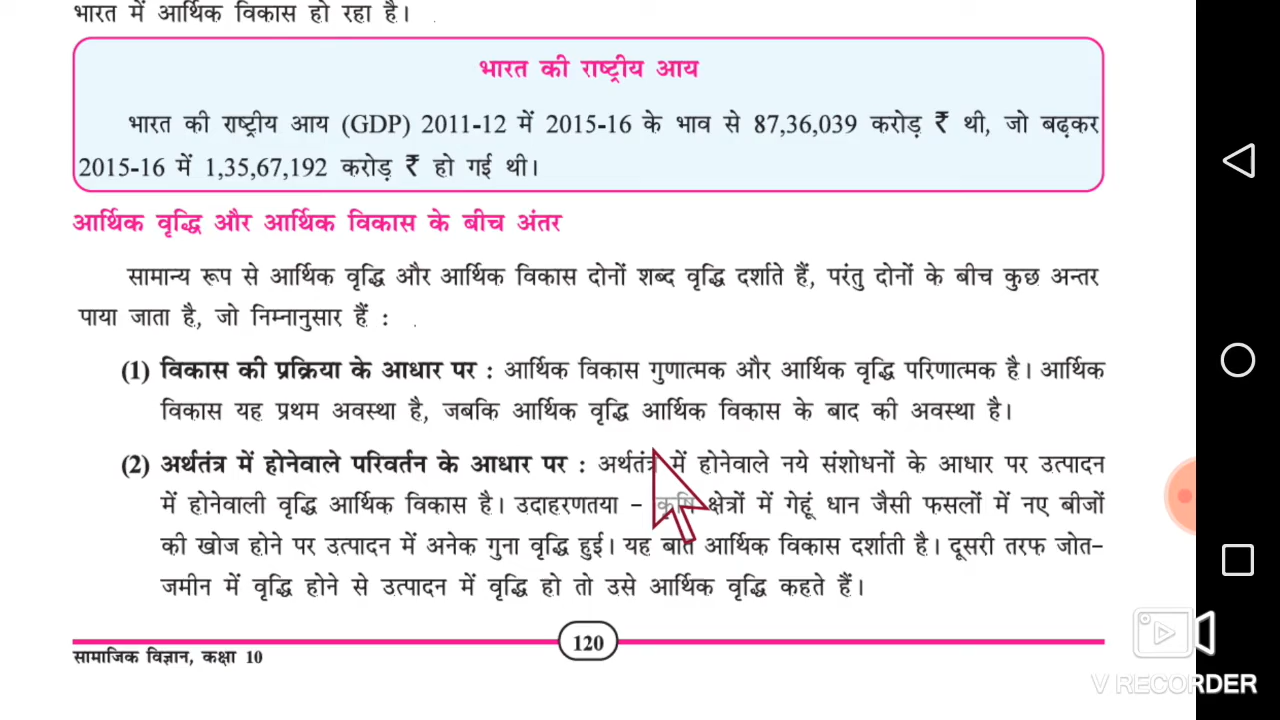 भारत में आर्थिक विकास हो रहा है।
भारत की राष्ट्रीय आय
भारत की राष्ट्रीय आय (GDP) 2011-12 में 2015-16 के भाव से 87,36,039 करोड़ ₹ थी, जो बढ़कर
2015-16 में 1,35,67,192 करोड़ ₹ हो गई थी।
आर्थिक वृद्धि और आर्थिक विकास के बीच अंतर
सामान्य रूप से आर्थिक वृद्धि और आर्थिक विकास दोनों शब्द वृद्धि दर्शाते हैं, परंतु दोनों के बीच कुछ अन्तर
पाया जाता है, जो निम्नानुसार हैं :
(1) विकास की प्रक्रिया के आधार पर : आर्थिक विकास गुणात्मक और आर्थिक वृद्धि परिणात्मक है। आर्थिक
विकास यह प्रथम अवस्था है, जबकि आर्थिक वृद्धि आर्थिक विकास के बाद की अवस्था है।
(2) अर्थतंत्र में होनेवाले परिवर्तन के आधार पर : अर्थतंत्र में होनेवाले नये संशोधनों के आधार पर उत्पादन
में होनेवाली वृद्धि आर्थिक विकास है। उदाहरणतया – कृषि क्षेत्रों में गेहूं धान जैसी फसलों में नए बीजों
की खोज होने पर उत्पादन में अनेक गुना वृद्धि हुई। यह बात आर्थिक विकास दर्शाती है। दूसरी तरफ जोत-
जमीन में वृद्धि होने से उत्पादन में वृद्धि हो तो उसे आर्थिक वृद्धि कहते हैं।
120
सामाजिक विज्ञान, कक्षा 10
V RECORDER